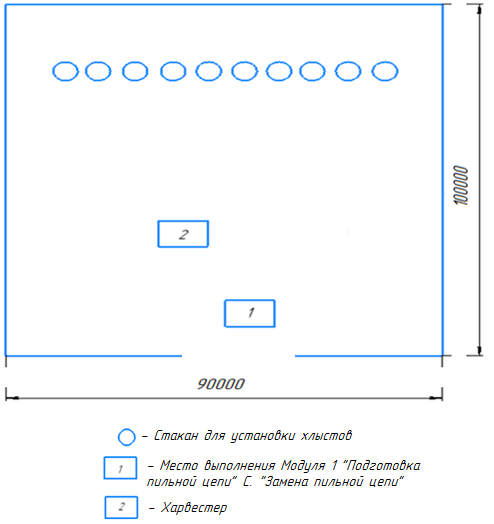 100000
2
1
90000
- Стакан для установки хлыстов
1
- Место выполнения Модуля 1 "Подготовка
пильной цепи" С. "Замена пильной цепи"
2
- Харвестер